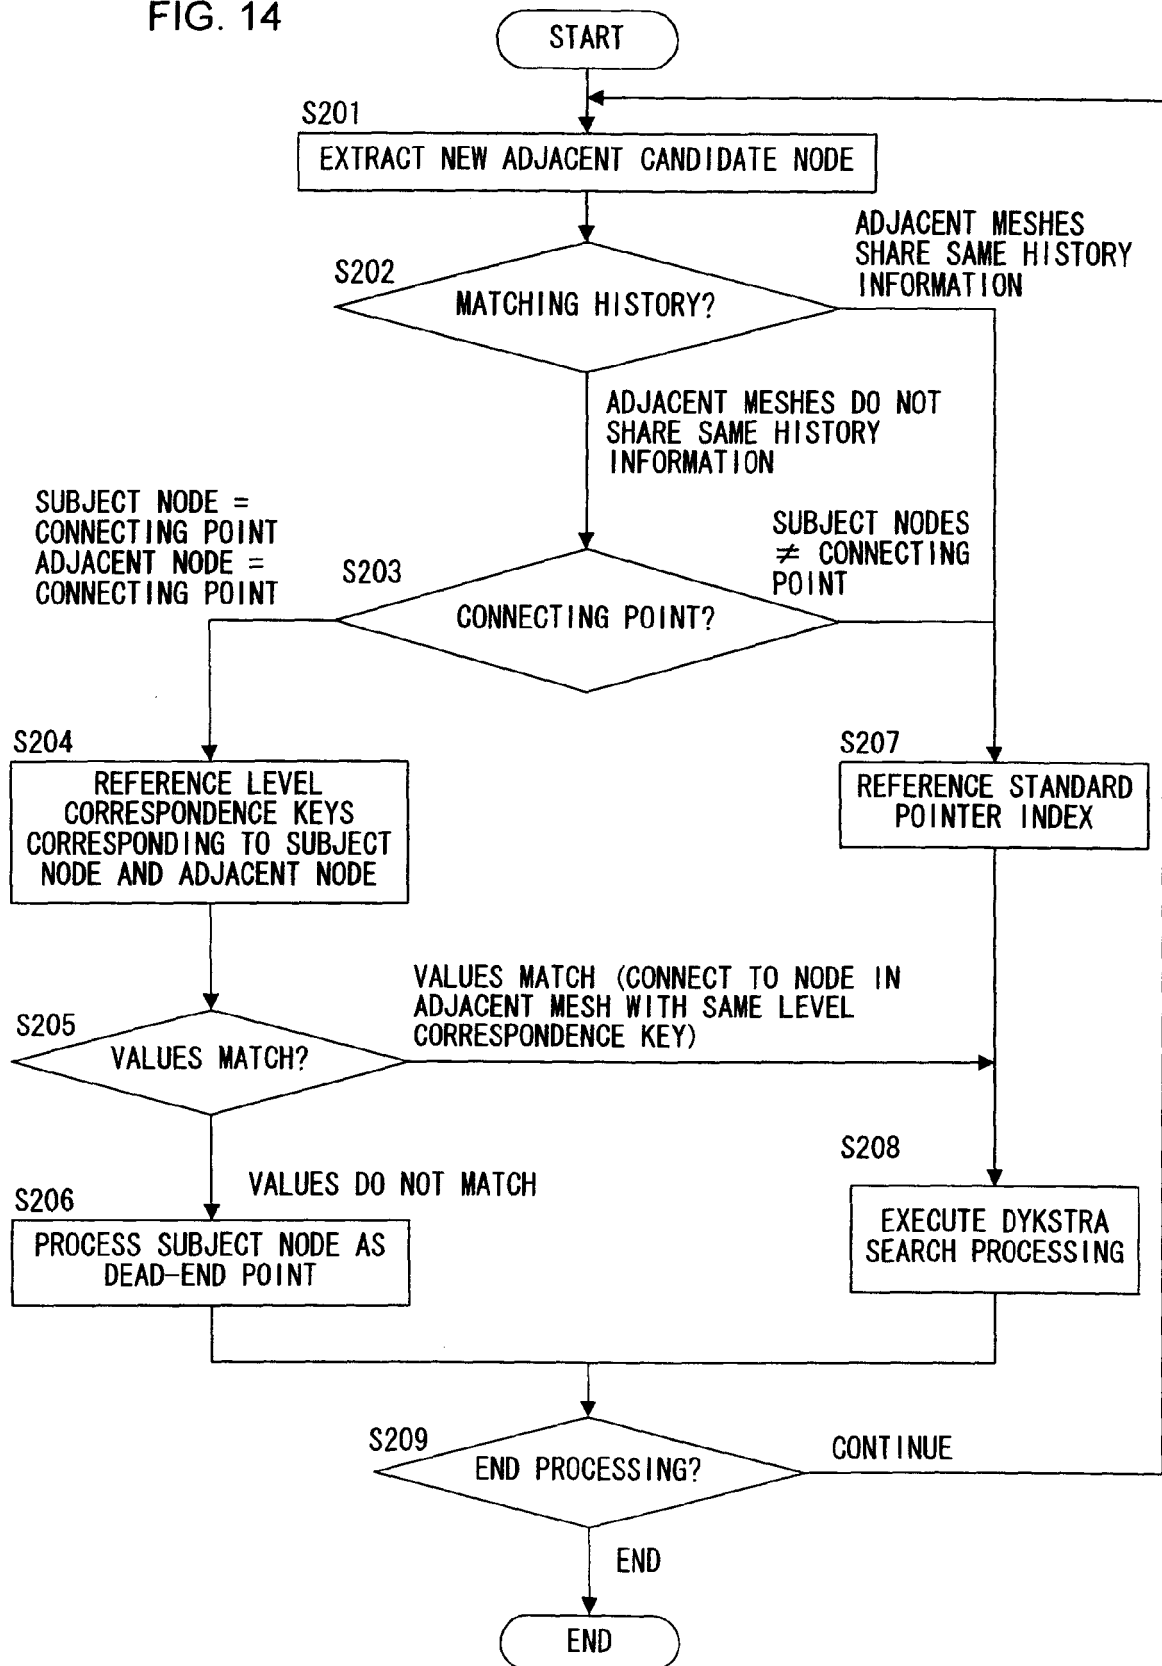 FIG. 14
START
S201
EXTRACT NEW ADJACENT CANDIDATE NODE
ADJACENT MESHES
SHARE SAME HISTORY
INFORMATION
S202
MATCHING HISTORY?
ADJACENT MESHES DO NOT
SHARE SAME HISTORY
INFORMATION
SUBJECT NODE =
CONNECTING POINT
ADJACENT NODE =
CONNECTING POINT
SUBJECT NODES
≠ CONNECTING
POINT
S203
CONNECTING POINT?
S204
REFERENCE LEVEL
CORRESPONDENCE KEYS
CORRESPONDING TO SUBJECT
NODE AND ADJACENT NODE
S207
REFERENCE STANDARD
POINTER INDEX
VALUES MATCH (CONNECT TO NODE IN
ADJACENT MESH WITH SAME LEVEL
CORRESPONDENCE KEY)
S205
VALUES MATCH?
VALUES DO NOT MATCH
S206
PROCESS SUBJECT NODE AS
DEAD-END POINT
S208
EXECUTE DYKSTRA
SEARCH PROCESSING
S209
END PROCESSING?
CONTINUE
END
END